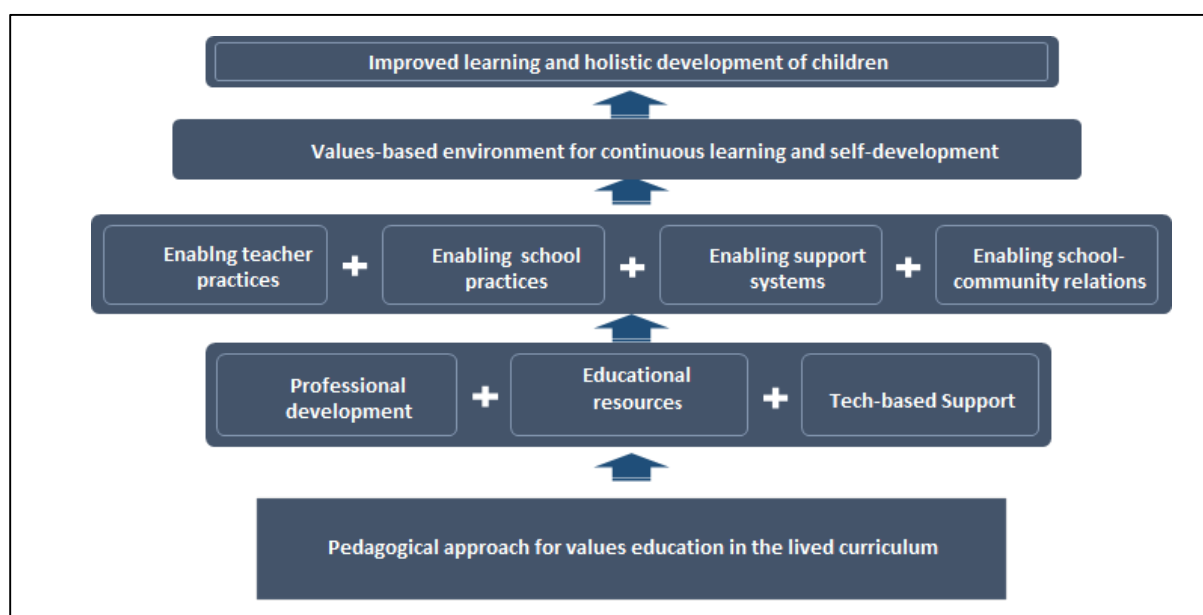 Improved learning and holistic development of children
Values-based environment for continuous learning and self-development
Enablng teacher
practices
Enabling school
practices
Enabling support
systems
Enabling school-
community relations
Professional
development
Educational
resources
Tech-based Support
Pedagogical approach for values education in the lived curriculum